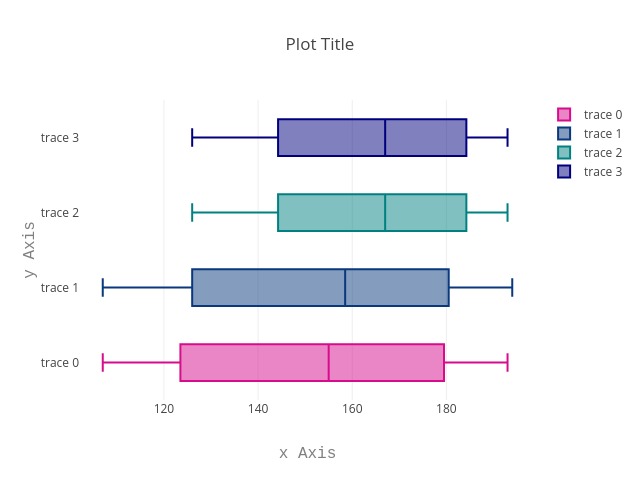 Plot Title
trace 0
trace 1
trace 2
trace 3
trace 3
trace 2
trace 1
trace 0
y Axis
120 140 160 180
x Axis